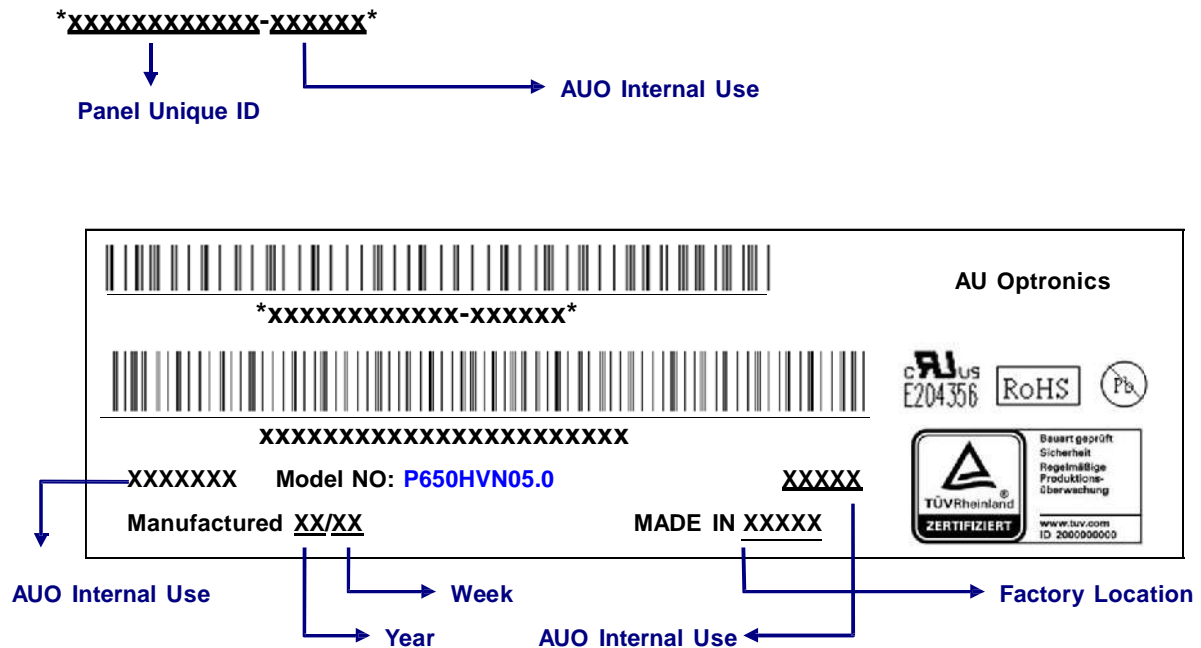 *xxxxxxxxxxxx-xxxxxx*
AUO Internal Use
Panel Unique ID
AU Optronics
*xxxxxxxxxxxx-xxxxxx*
c RU us
E204356
RoHS
Pb
xxxxxxxxxxxxxxxxxxxxxxx
Bauart geprüft
Sicherheit
Regelmäßige
Produktions-
überwachung
TÜVRheinland®
ZERTIFIZIERT
www.tuv.com
ID 2000000000
XXXXXXX Model NO: P650HVN05.0 XXXXX
Manufactured XX/XX MADE IN XXXXX
AUO Internal Use
Week
Factory Location
Year
AUO Internal Use